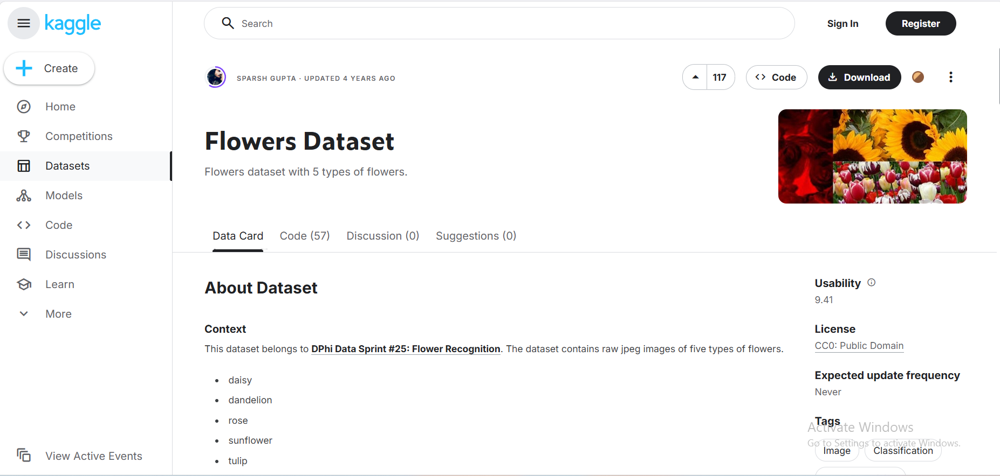 kaggle
Search
Sign In
Register
Create
Home
Competitions
Datasets
Models
Code
Discussions
Learn
More
View Active Events
SPARSH GUPTA · UPDATED 4 YEARS AGO
117
Code
Download
Flowers Dataset
Flowers dataset with 5 types of flowers.
Data Card
Code (57)
Discussion (0)
Suggestions (0)
About Dataset
Context
This dataset belongs to DPhi Data Sprint #25: Flower Recognition. The dataset contains raw jpeg images of five types of flowers.
• daisy
• dandelion
• rose
• sunflower
• tulip
Usability
9.41
License
CC0: Public Domain
Expected update frequency
Never
Tags
Image
Classification
Activate Windows
Go to Settings to activate Windows.